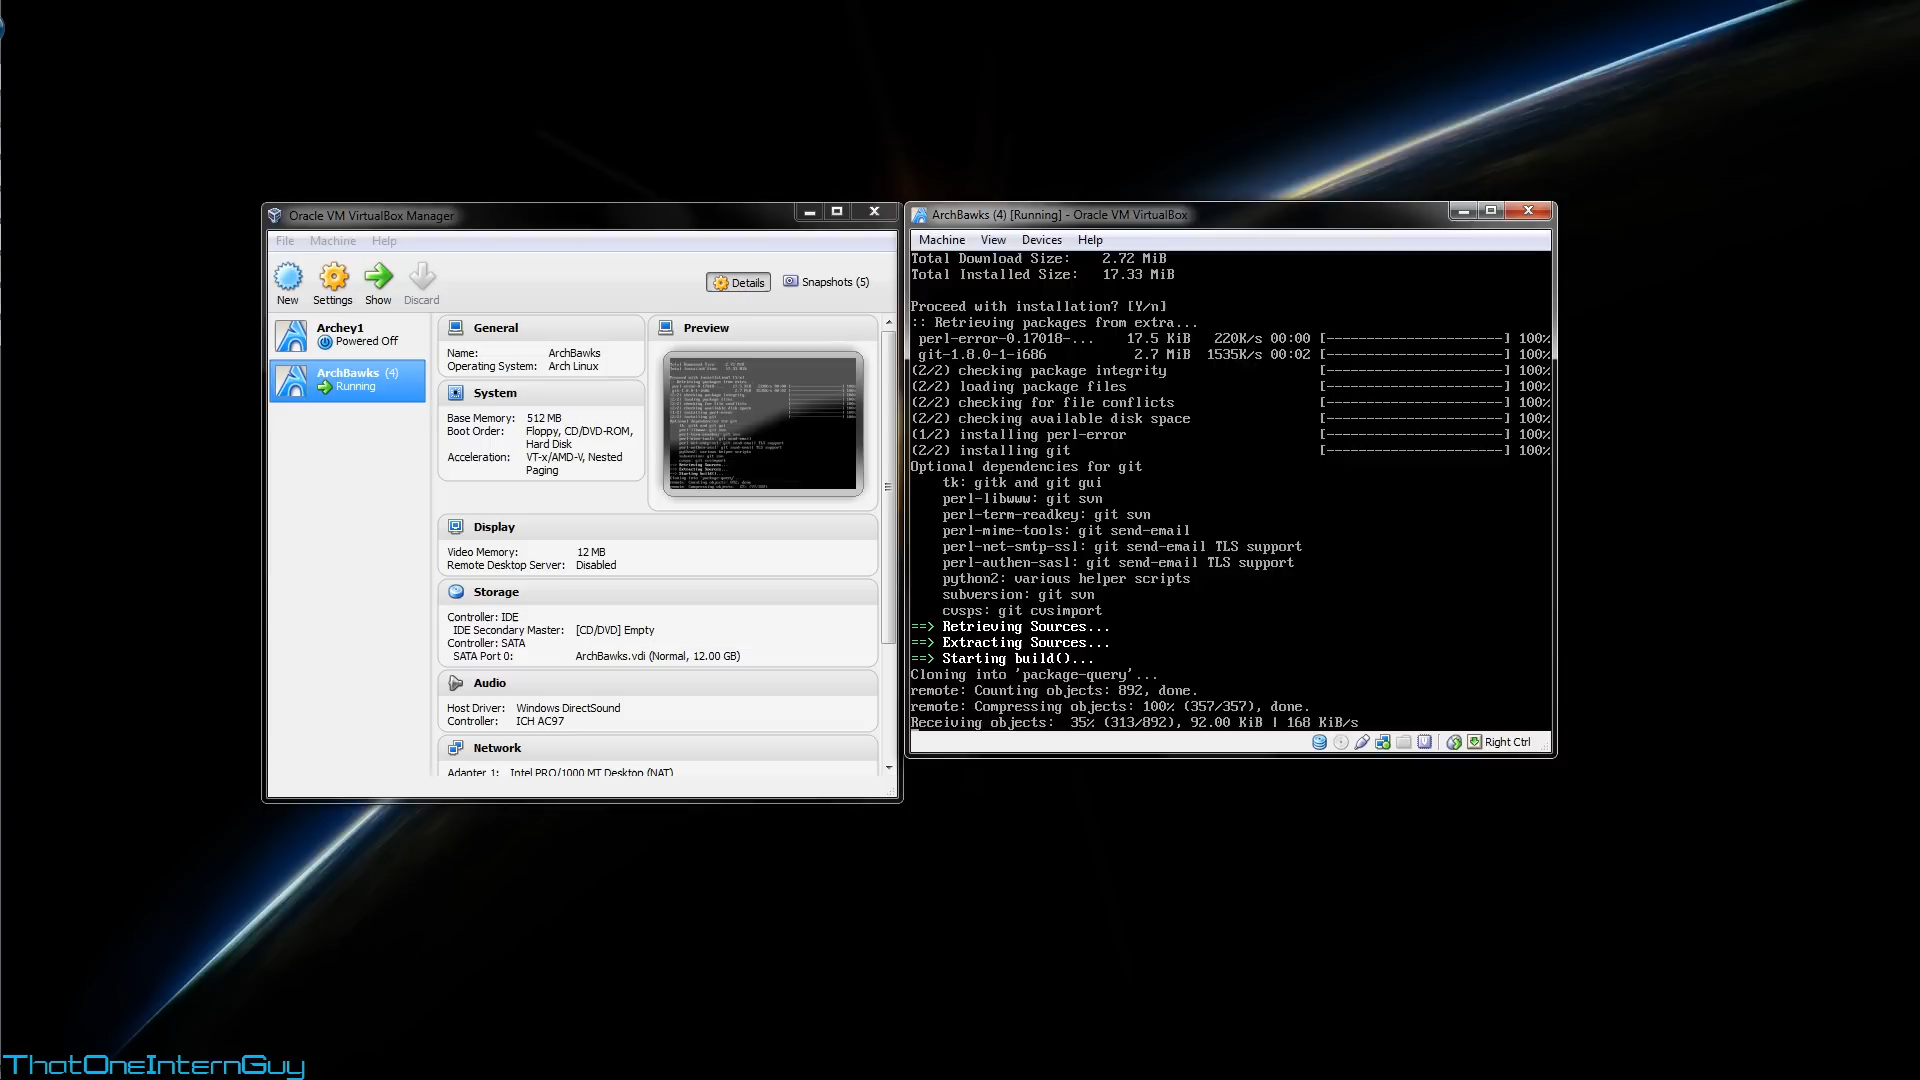 Oracle VM VirtualBox Manager
File Machine Help
New Settings Show Discard
Details Snapshots (5)
Archey1
Powered Off
ArchBawks (4)
Running
General
Name: ArchBawks
Operating System: Arch Linux
System
Base Memory: 512 MB
Boot Order: Floppy, CD/DVD-ROM,
Hard Disk
Acceleration: VT-x/AMD-V, Nested
Paging
Preview
Display
Video Memory: 12 MB
Remote Desktop Server: Disabled
Storage
Controller: IDE
IDE Secondary Master: [CD/DVD] Empty
Controller: SATA
SATA Port 0: ArchBawks.vdi (Normal, 12.00 GB)
Audio
Host Driver: Windows DirectSound
Controller: ICH AC97
Network
Adapter 1: Intel PRO/1000 MT Desktop (NAT)
ArchBawks (4) [Running] - Oracle VM VirtualBox
Machine View Devices Help
Total Download Size: 2.72 MiB
Total Installed Size: 17.33 MiB
Proceed with installation? [Y/n]
:: Retrieving packages from extra...
perl-error-0.17018-... 17.5 KiB 220K/s 00:00 [----------------------] 100%
git-1.8.0-1-i686 2.7 MiB 1535K/s 00:02 [----------------------] 100%
(2/2) checking package integrity [----------------------] 100%
(2/2) loading package files [----------------------] 100%
(2/2) checking for file conflicts [----------------------] 100%
(2/2) checking available disk space [----------------------] 100%
(1/2) installing perl-error [----------------------] 100%
(2/2) installing git [----------------------] 100%
Optional dependencies for git
tk: gitk and git gui
perl-libwww: git svn
perl-term-readkey: git svn
perl-mime-tools: git send-email
perl-net-smtp-ssl: git send-email TLS support
perl-authen-sasl: git send-email TLS support
python2: various helper scripts
subversion: git svn
cvsps: git cvsimport
==> Retrieving Sources...
==> Extracting Sources...
==> Starting build()...
Cloning into 'package-query'...
remote: Counting objects: 892, done.
remote: Compressing objects: 100% (357/357), done.
Receiving objects: 35% (313/892), 92.00 KiB | 168 KiB/s
Right Ctrl
ThatOneInternGuy